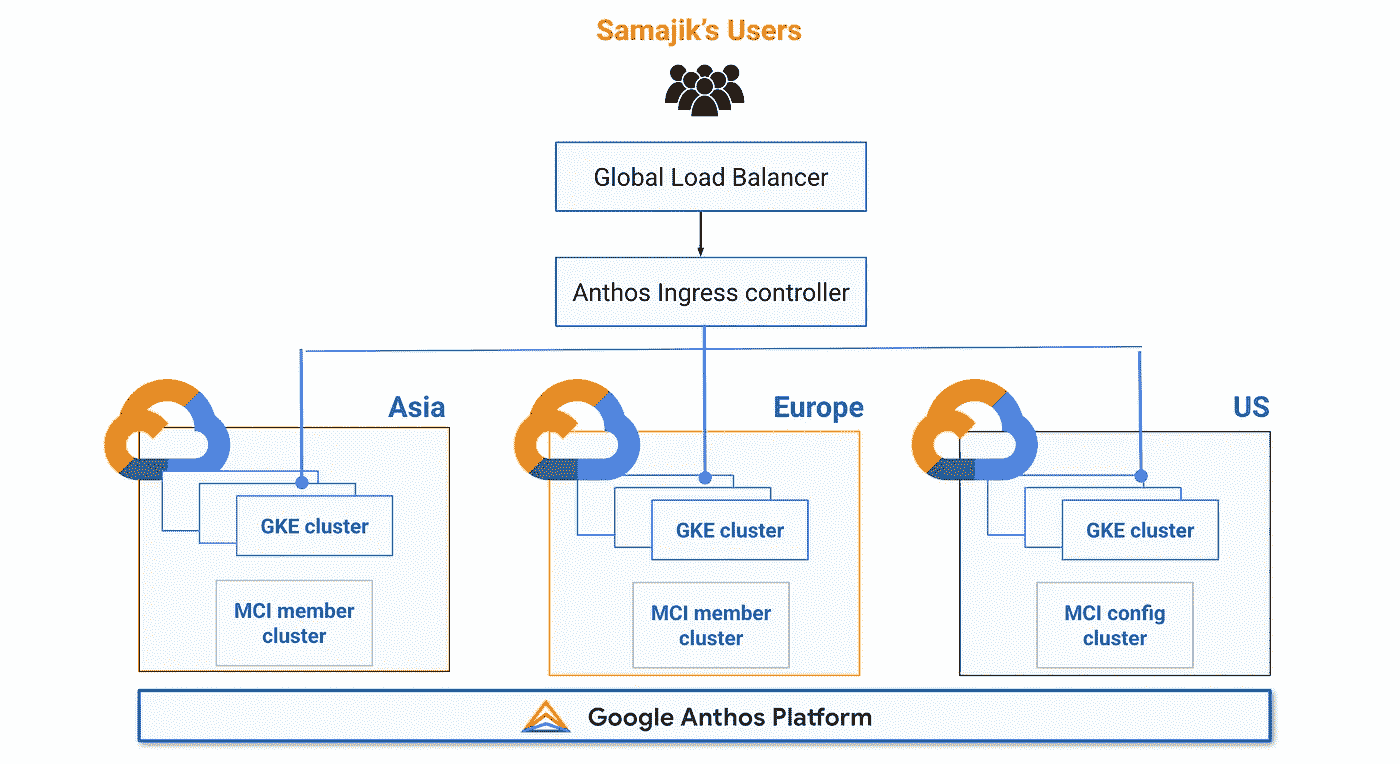 Samajik's Users
Global Load Balancer
Anthos Ingress controller
Asia
Europe
US
GKE cluster
GKE cluster
GKE cluster
MCI member
cluster
MCI member
cluster
MCI config
cluster
Google Anthos Platform